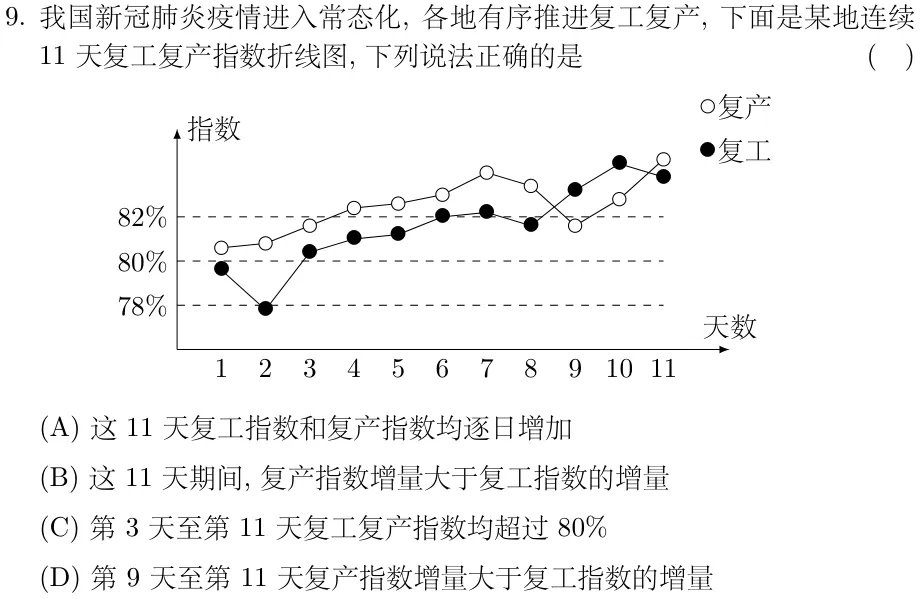 9. 我国新冠肺炎疫情进入常态化, 各地有序推进复工复产, 下面是某地连续
11 天复工复产指数折线图, 下列说法正确的是 ( )
复产
指数
复工
82%
80%
78%
天数
1 2 3 4 5 6 7 8 9 10 11
(A) 这 11 天复工指数和复产指数均逐日增加
(B) 这 11 天期间, 复产指数增量大于复工指数的增量
(C) 第 3 天至第 11 天复工复产指数均超过 80%
(D) 第 9 天至第 11 天复产指数增量大于复工指数的增量